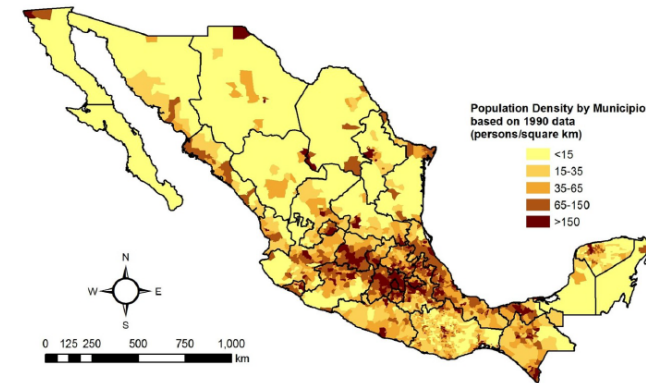 Population Density by Municipio
based on 1990 data
(persons/square km)
<15
15-35
35-65
65-150
>150
N
W E
S
0 125 250 500 750 1,000
km